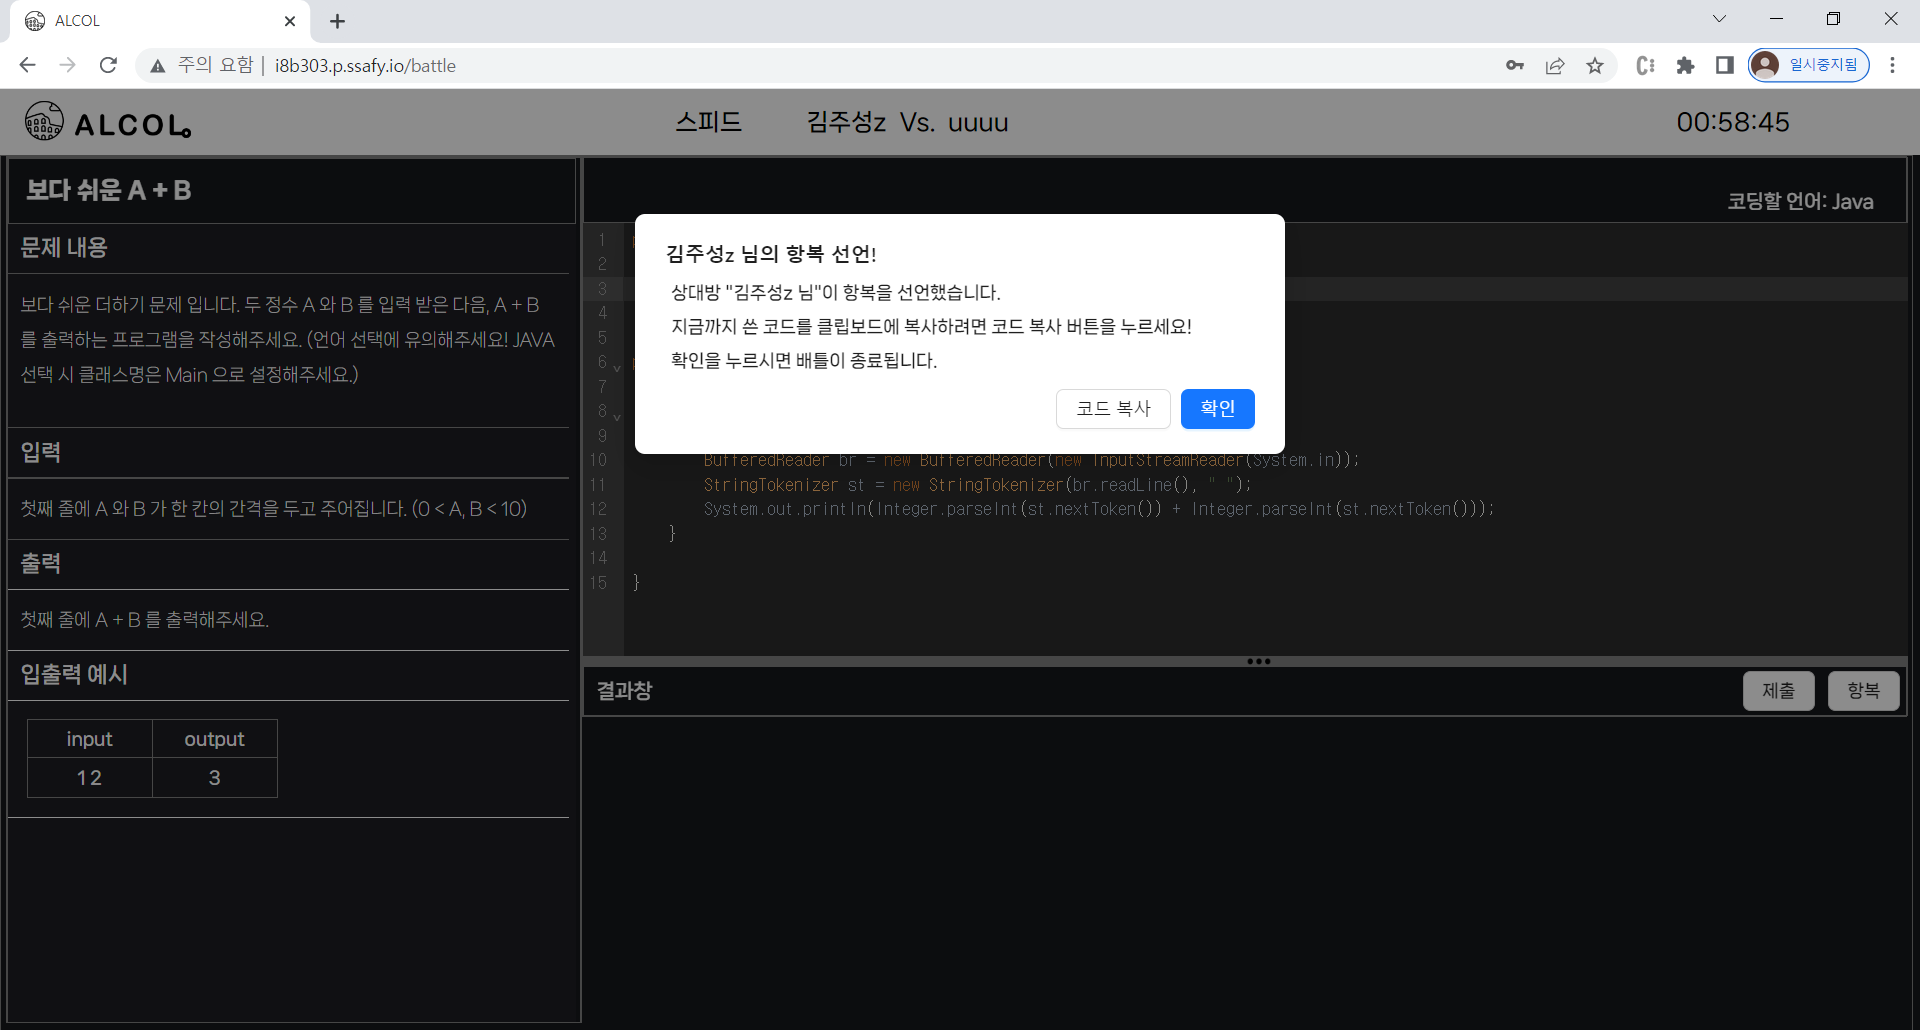 ALCOL
주의 요함
i8b303.p.ssafy.io/battle
일시중지됨
ALCOL
스피드
김주성z Vs. uuuu
00:58:45
보다 쉬운 A + B
문제 내용
보다 쉬운 더하기 문제 입니다. 두 정수 A 와 B 를 입력 받은 다음, A + B
를 출력하는 프로그램을 작성해주세요. (언어 선택에 유의해주세요! JAVA
선택 시 클래스명은 Main 으로 설정해주세요.)
입력
첫째 줄에 A 와 B 가 한 칸의 간격을 두고 주어집니다. (0 < A, B < 10)
출력
첫째 줄에 A + B 를 출력해주세요.
입출력 예시
input output
1 2 3
코딩할 언어: Java
1
2
3
4
5
6
7
8
9
10 BufferedReader br = new BufferedReader(new InputStreamReader(System.in));
11 StringTokenizer st = new StringTokenizer(br.readLine(), " ");
12 System.out.println(Integer.parseInt(st.nextToken()) + Integer.parseInt(st.nextToken()));
13 }
14
15 }
김주성z 님의 항복 선언!
상대방 "김주성z 님"이 항복을 선언했습니다.
지금까지 쓴 코드를 클립보드에 복사하려면 코드 복사 버튼을 누르세요!
확인을 누르시면 배틀이 종료됩니다.
코드 복사
확인
결과창
제출
항복